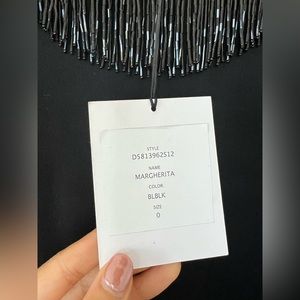 STYLE
D5813962512
NAME
MARGHERITA
COLOR
BLBLK
SIZE
0